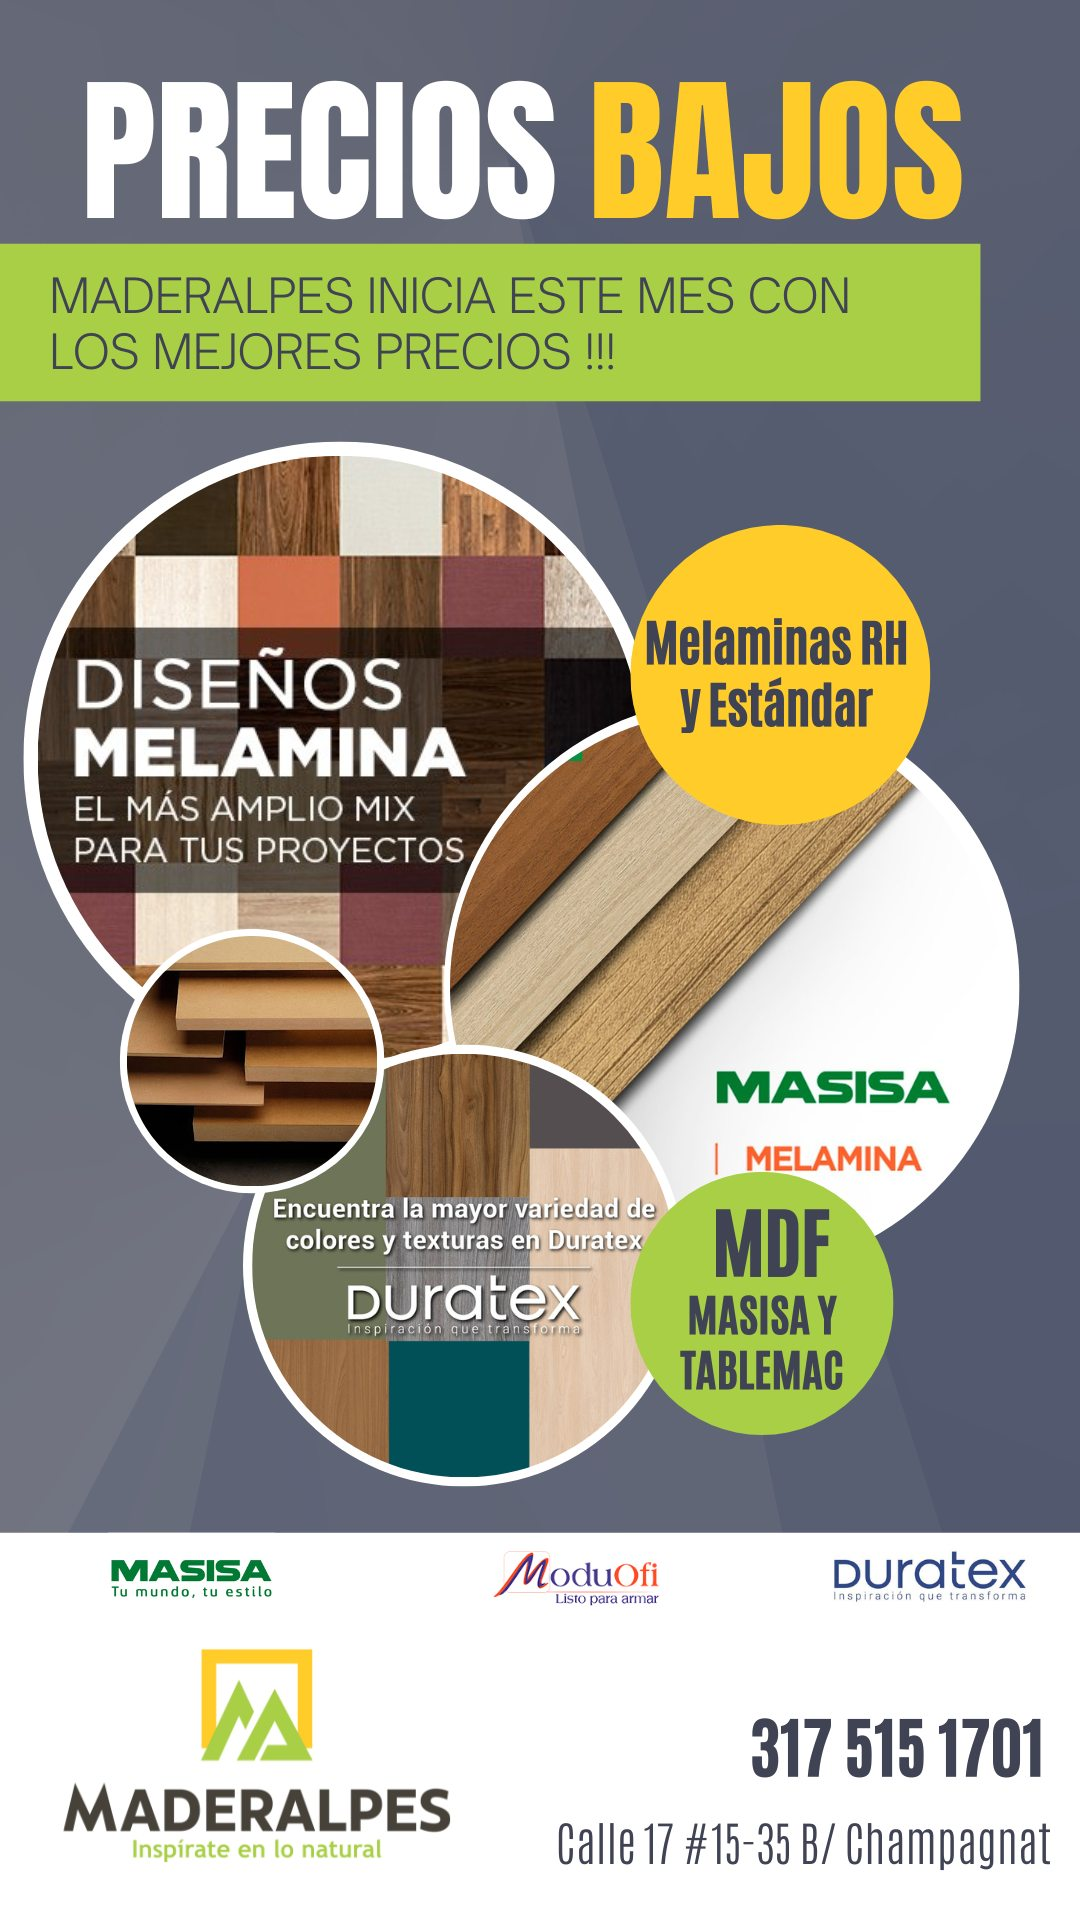 PRECIOS BAJOS
MADERALPES INICIA ESTE MES CON
LOS MEJORES PRECIOS !!!
DISEÑOS
MELAMINA
EL MÁS AMPLIO MIX
PARA TUS PROYECTOS
Melaminas RH
y Estándar
MASISA
| MELAMINA
Encuentra la mayor variedad de
colores y texturas en Duratex
Duratex
Inspiración que transforma
MDF
MASISA Y
TABLEMAC
MASISA
Tu mundo, tu estilo
ModuOfi
Listo para armar
Duratex
Inspiración que transforma
MADERALPES
Inspírate en lo natural
317 515 1701
Calle 17 #15-35 B/ Champagnat